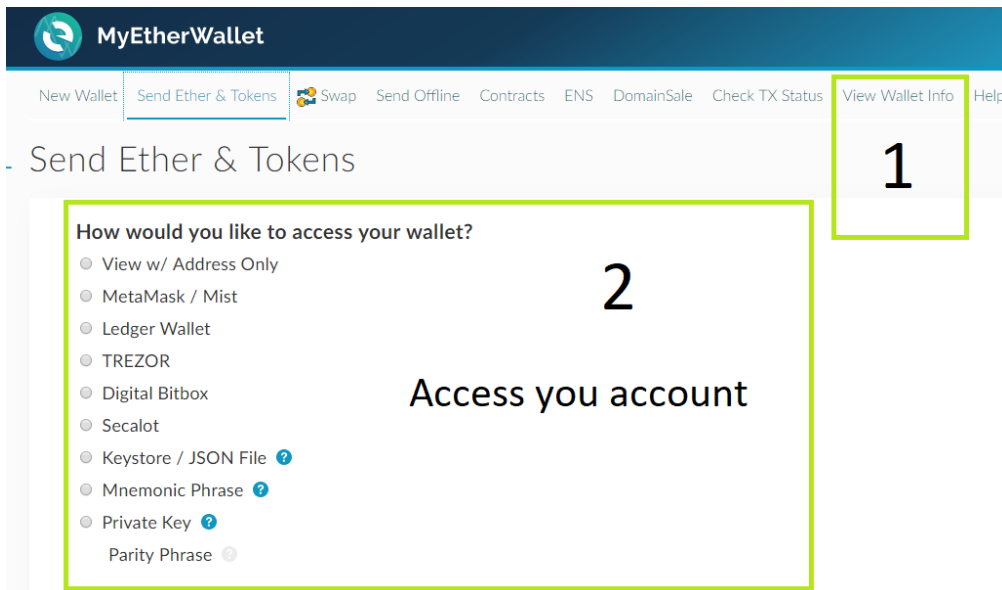 MyEtherWallet
New Wallet Send Ether & Tokens Swap Send Offline Contracts ENS DomainSale Check TX Status View Wallet Info Help
Send Ether & Tokens
1
How would you like to access your wallet?
View w/ Address Only
2
MetaMask / Mist
Ledger Wallet
TREZOR
Digital Bitbox
Access you account
Secalot
Keystore / JSON File ?
Mnemonic Phrase ?
Private Key ?
Parity Phrase ?